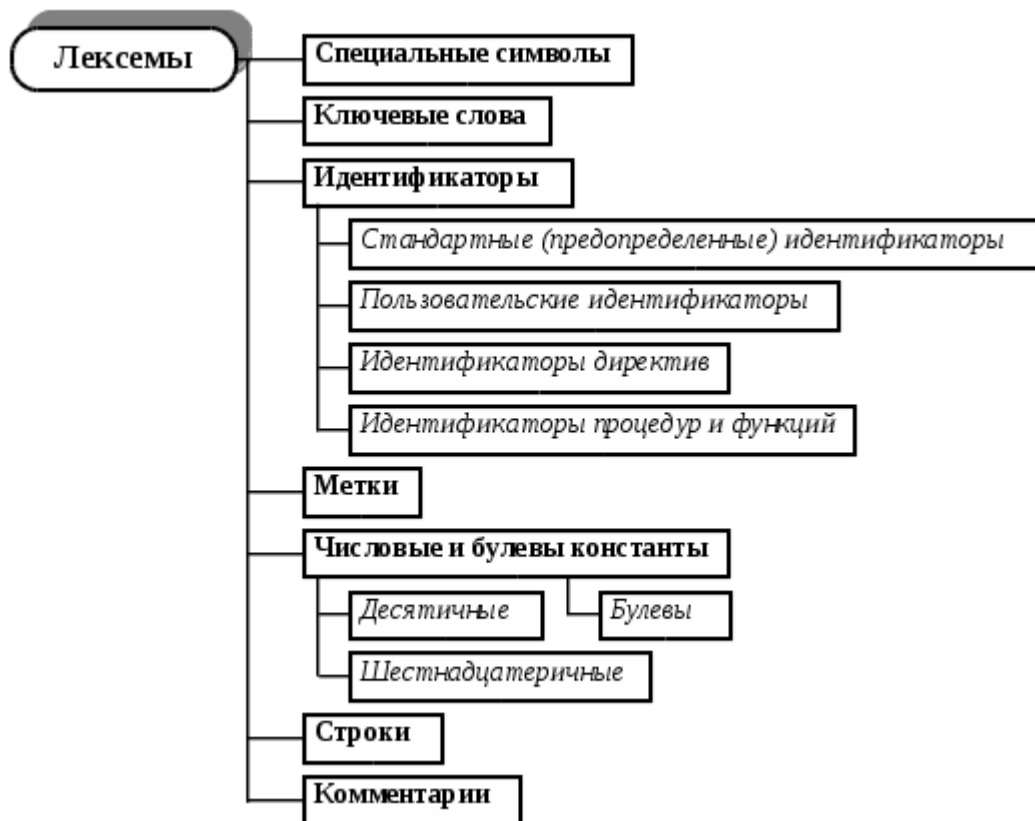 Лексемы
Специальные символы
Ключевые слова
Идентификаторы
Стандартные (предопределенные) идентификаторы
Пользовательские идентификаторы
Идентификаторы директив
Идентификаторы процедур и функций
Метки
Числовые и булевы константы
Десятичные
Булевы
Шестнадцатеричные
Строки
Комментарии